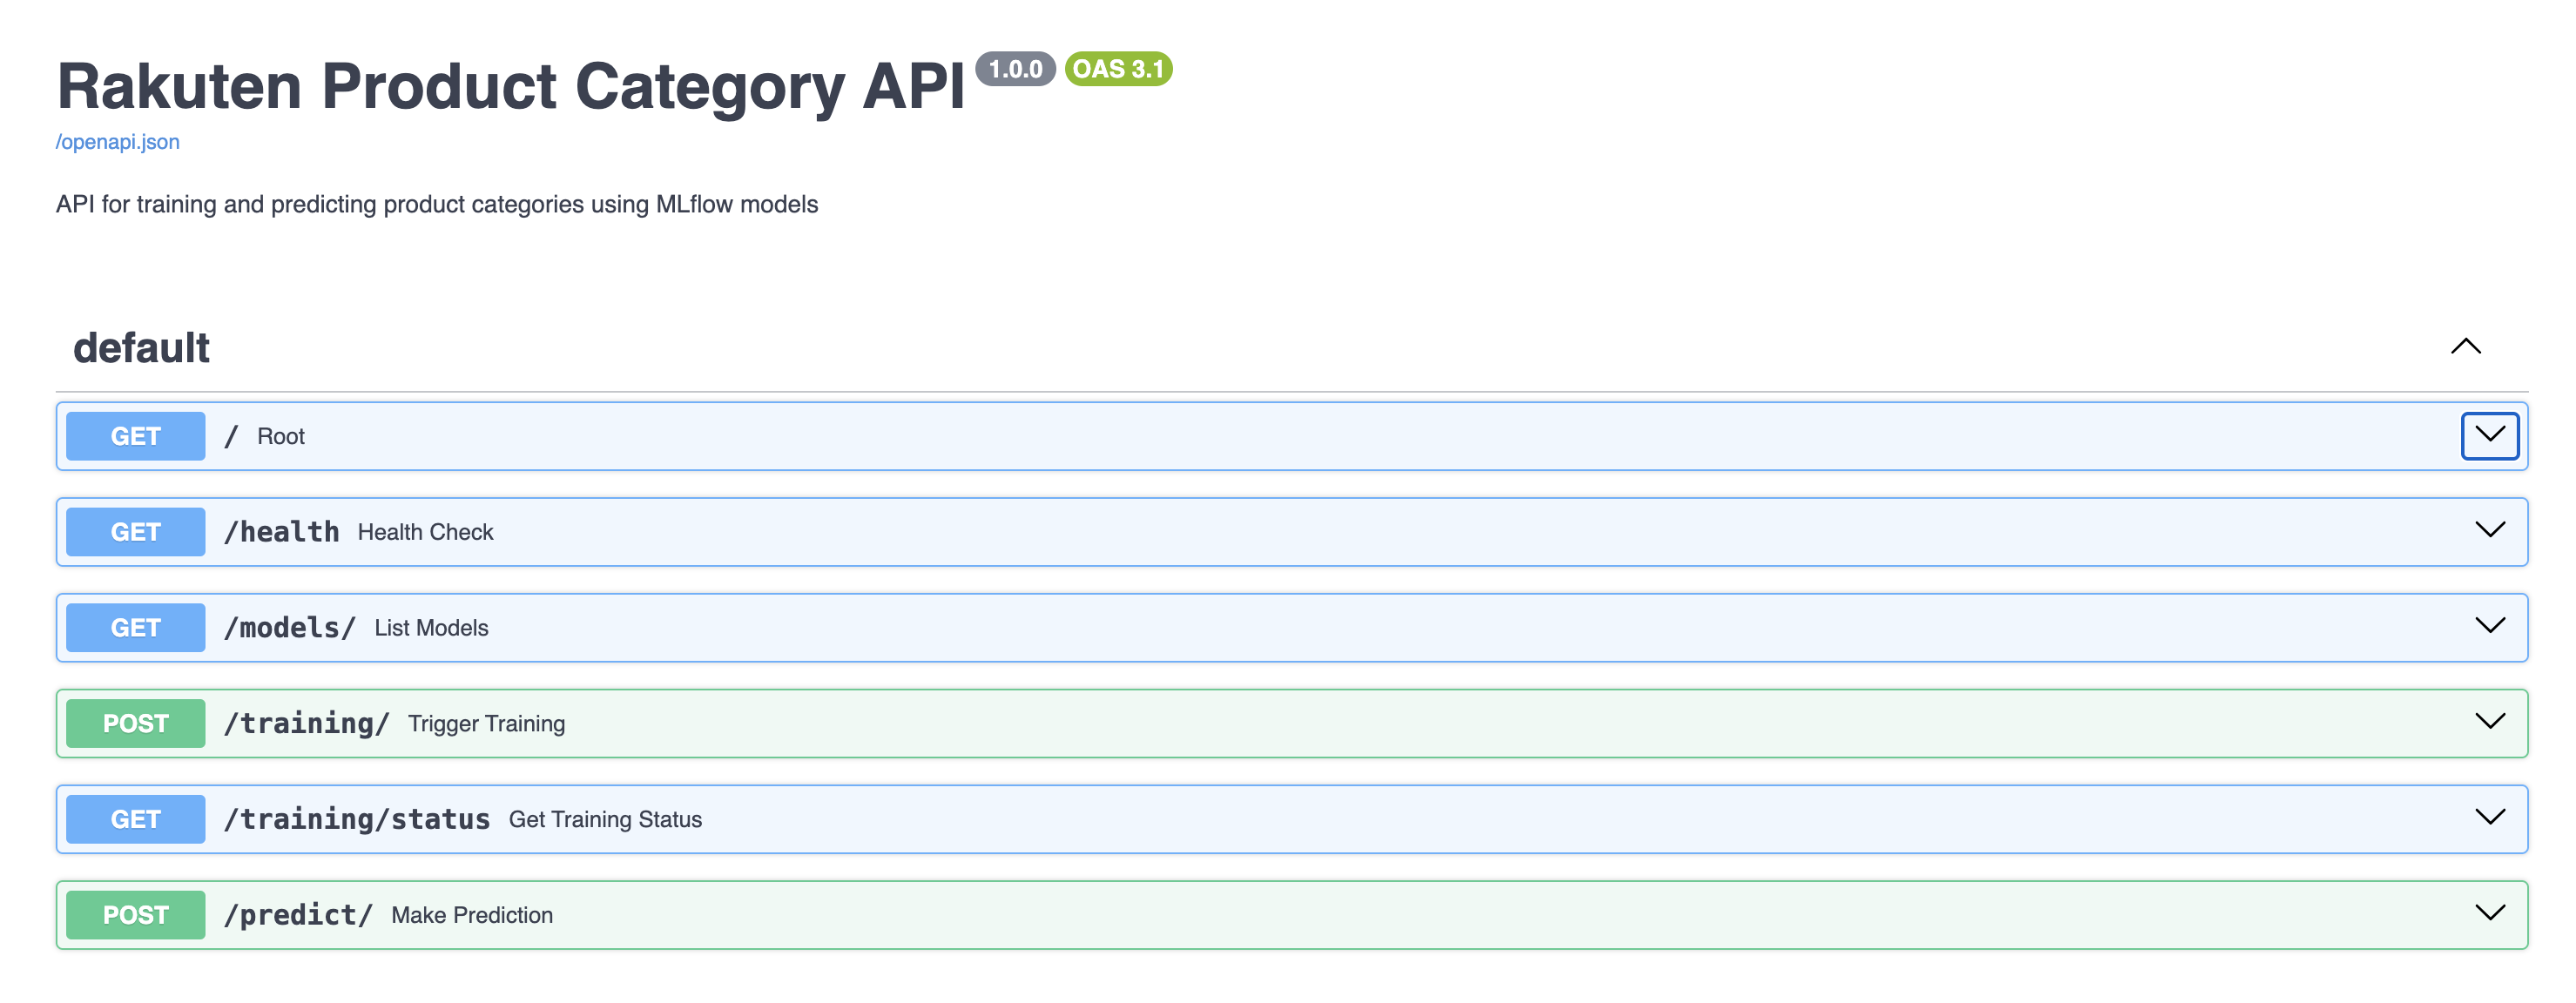 Rakuten Product Category API 1.0.0 OAS 3.1
/openapi.json
API for training and predicting product categories using MLflow models
default
GET / Root
GET /health Health Check
GET /models/ List Models
POST /training/ Trigger Training
GET /training/status Get Training Status
POST /predict/ Make Prediction